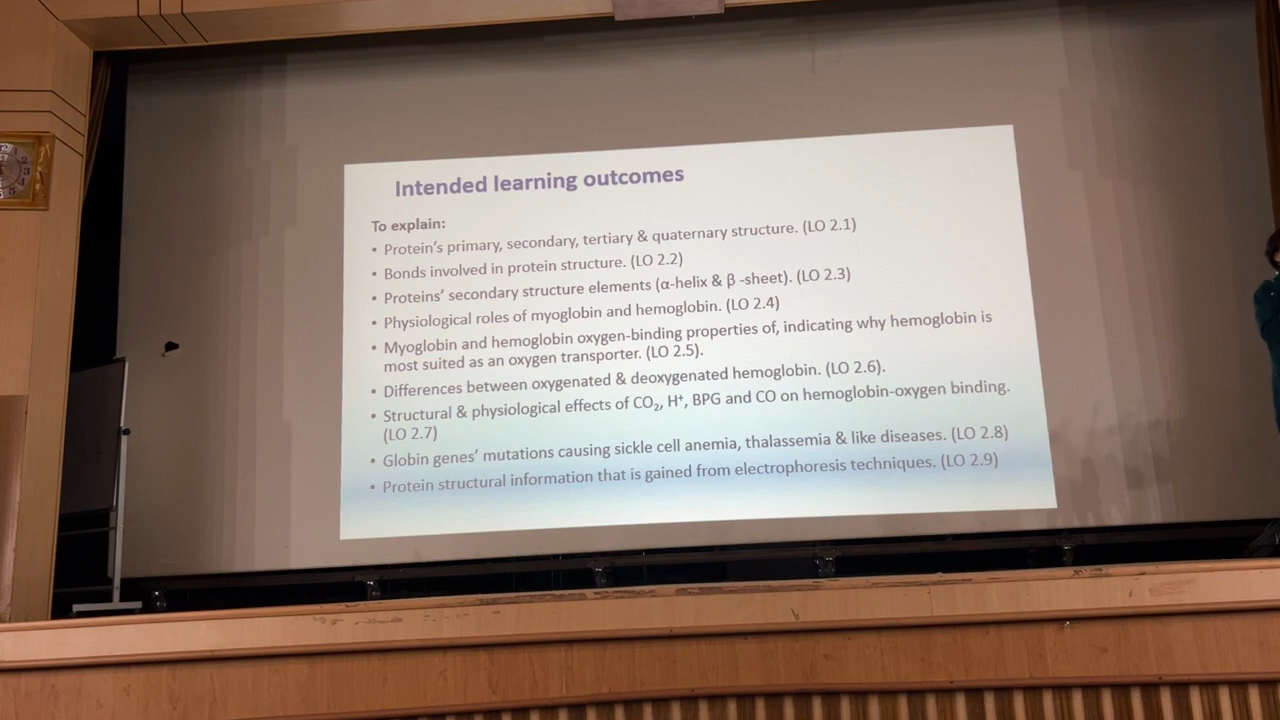 Intended learning outcomes
To explain:
• Protein's primary, secondary, tertiary & quaternary structure. (LO 2.1)
• Bonds involved in protein structure. (LO 2.2)
• Proteins' secondary structure elements (α-helix & β -sheet). (LO 2.3)
• Physiological roles of myoglobin and hemoglobin. (LO 2.4)
• Myoglobin and hemoglobin oxygen-binding properties of, indicating why hemoglobin is
most suited as an oxygen transporter. (LO 2.5).
• Differences between oxygenated & deoxygenated hemoglobin. (LO 2.6).
• Structural & physiological effects of CO₂, H⁺, BPG and CO on hemoglobin-oxygen binding.
(LO 2.7)
• Globin genes' mutations causing sickle cell anemia, thalassemia & like diseases. (LO 2.8)
• Protein structural information that is gained from electrophoresis techniques. (LO 2.9)